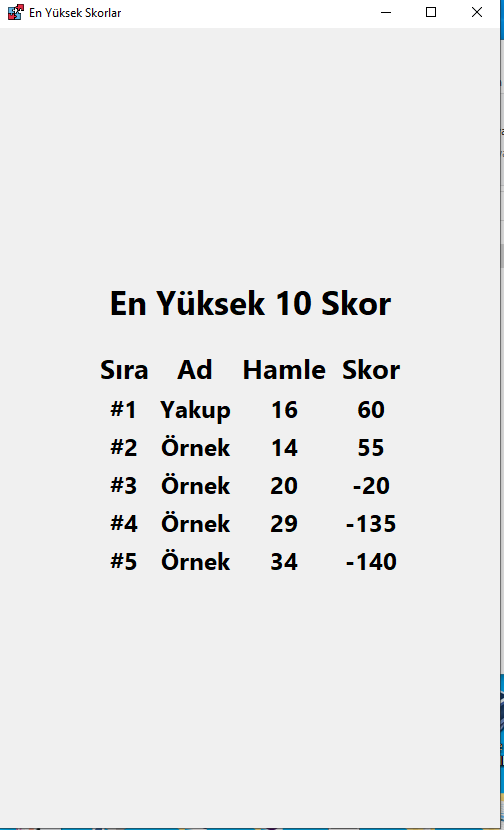 En Yüksek Skorlar
En Yüksek 10 Skor
Sıra Ad Hamle Skor
#1 Yakup 16 60
#2 Örnek 14 55
#3 Örnek 20 -20
#4 Örnek 29 -135
#5 Örnek 34 -140